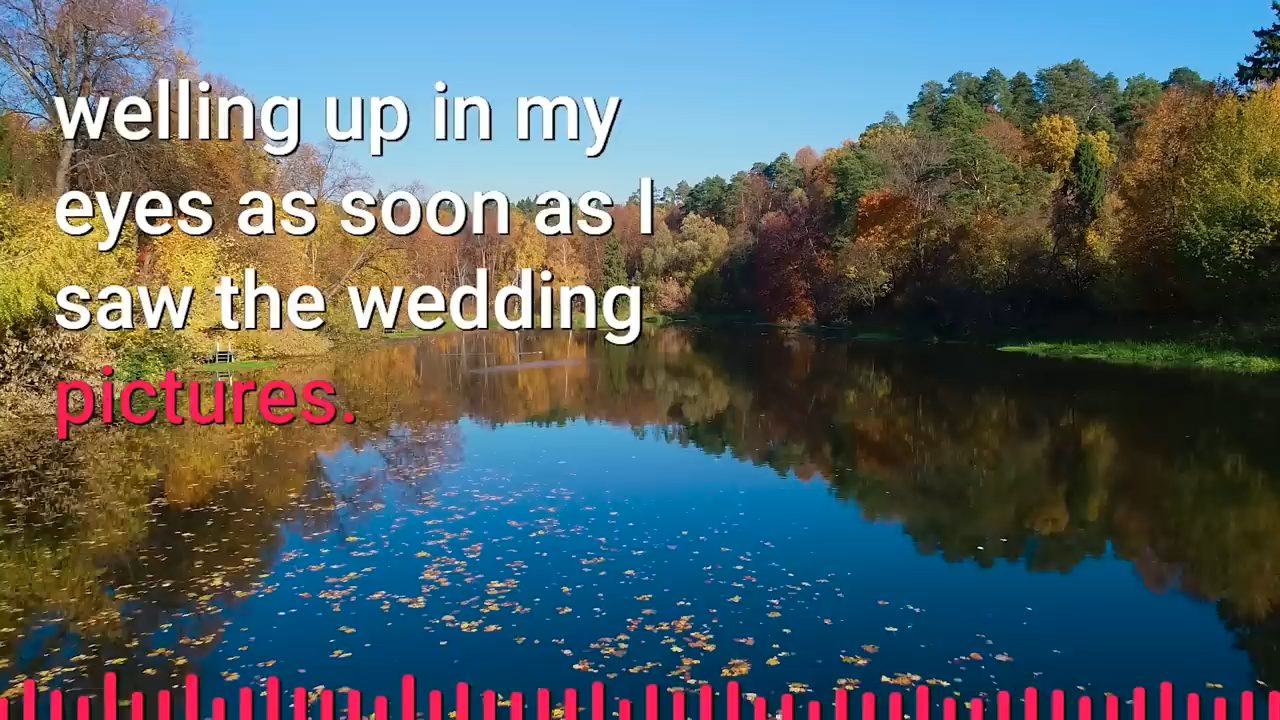 welling up in my
eyes as soon as I
saw the wedding
pictures.